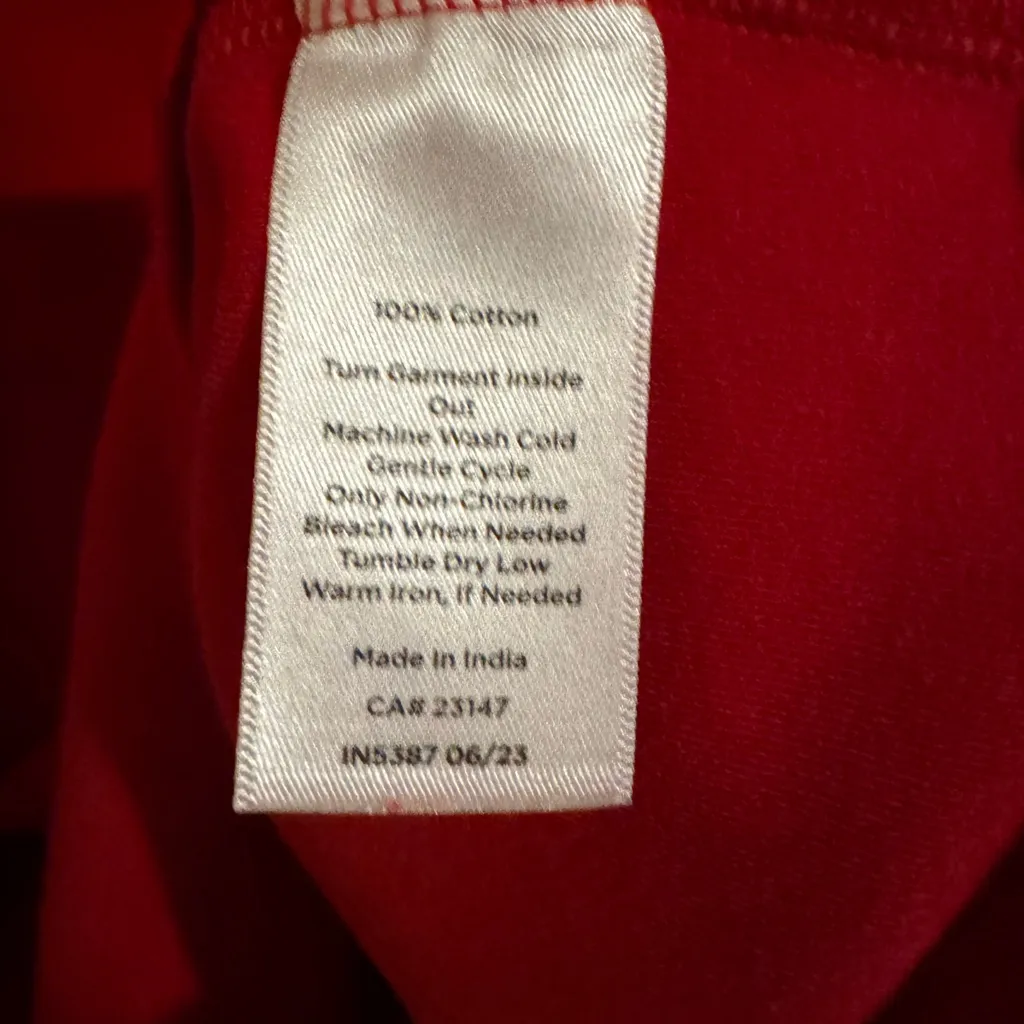 100% Cotton
Turn Garment Inside
Out
Machine Wash Cold
Gentle Cycle
Only Non-Chlorine
Bleach When Needed
Tumble Dry Low
Warm Iron, If Needed
Made In India
CA# 23147
IN5387 06/23